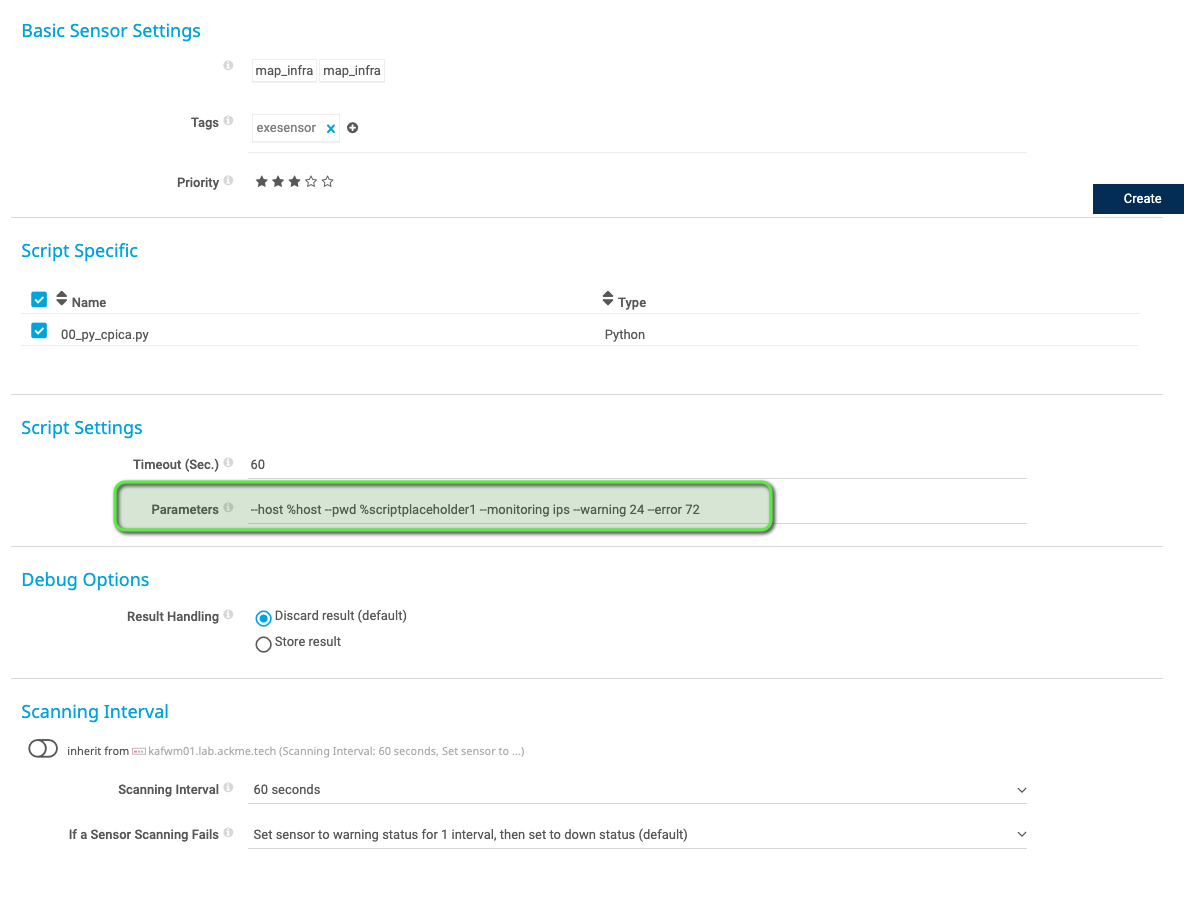 Basic Sensor Settings
map_infra map_infra
Tags exesensor
Priority
Create
Script Specific
Name Type
00_py_cpica.py Python
Script Settings
Timeout (Sec.) 60
Parameters --host %host --pwd %scriptplaceholder1 --monitoring ips --warning 24 --error 72
Debug Options
Result Handling Discard result (default)
Store result
Scanning Interval
inherit from kafwm01.lab.ackme.tech (Scanning Interval: 60 seconds, Set sensor to ...)
Scanning Interval 60 seconds
If a Sensor Scanning Fails Set sensor to warning status for 1 interval, then set to down status (default)